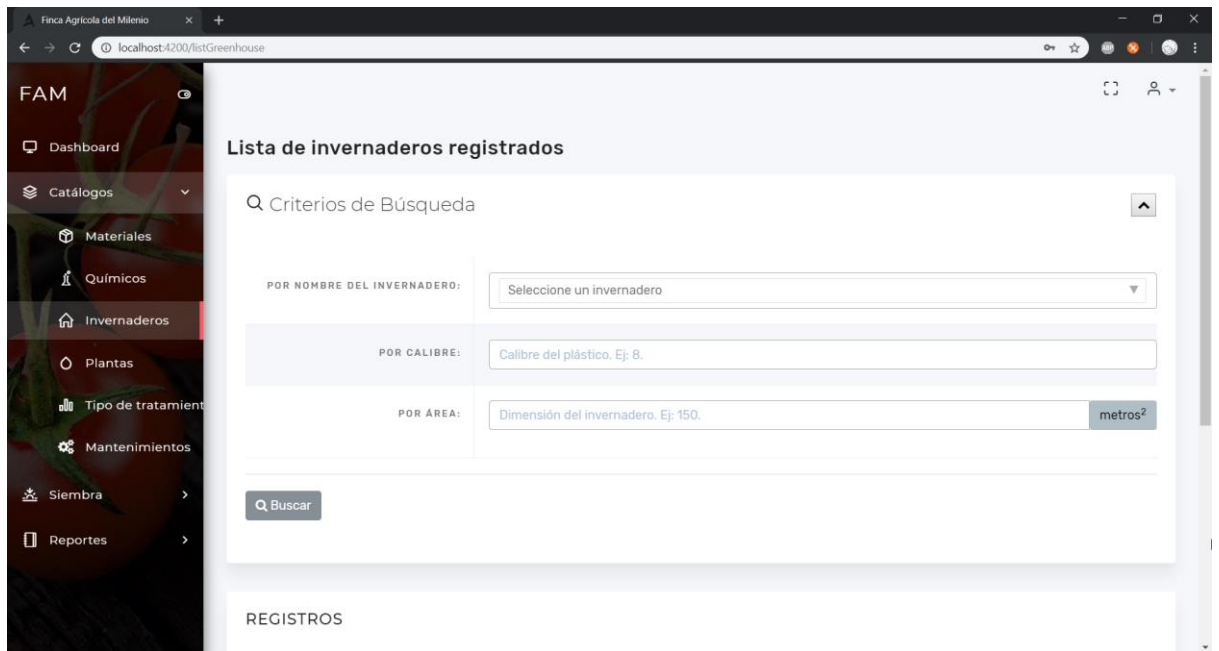 Finca Agrícola del Milenio
localhost:4200/listGreenhouse
ABP
FAM
Dashboard
Catálogos
Materiales
Químicos
Invernaderos
Plantas
Tipo de tratamient
Mantenimientos
Siembra
Reportes
Lista de invernaderos registrados
Criterios de Búsqueda
POR NOMBRE DEL INVERNADERO:
Seleccione un invernadero
POR CALIBRE:
Calibre del plástico. Ej: 8.
POR ÁREA:
Dimensión del invernadero. Ej: 150.
metros²
Buscar
REGISTROS